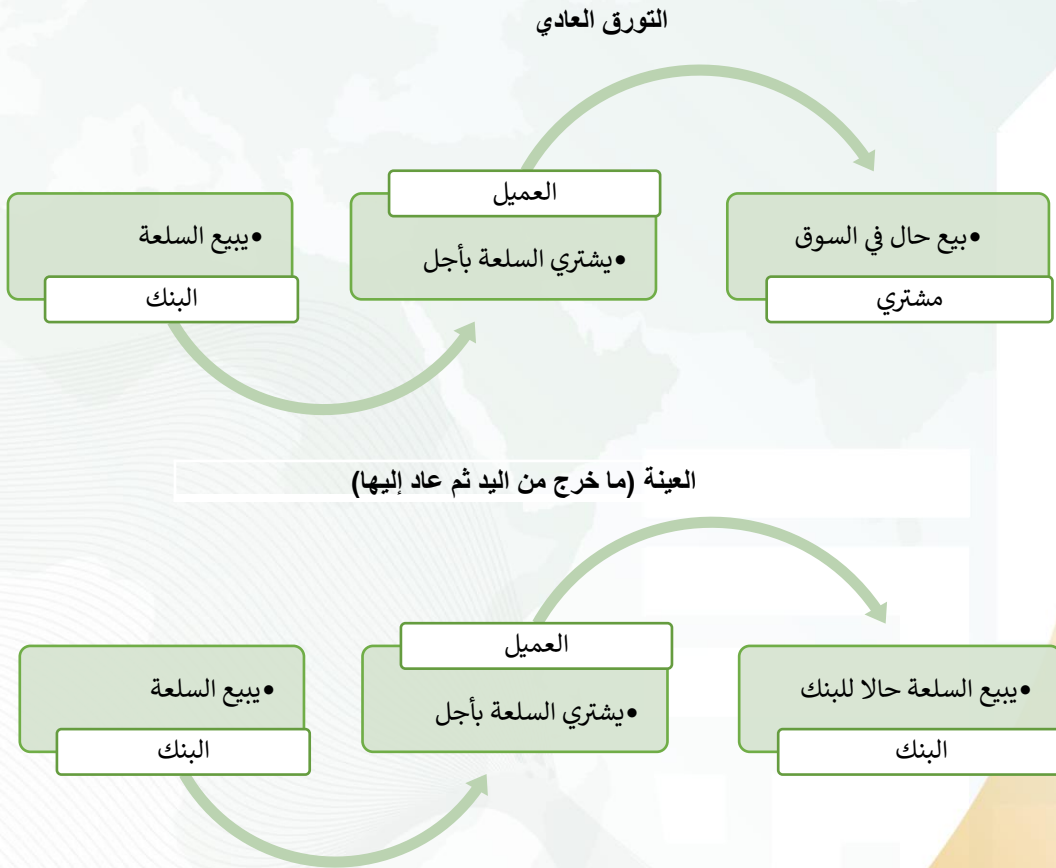 التورق العادي
•يبيع السلعة
البنك
العميل
•يشتري السلعة بأجل
•بيع حال في السوق
مشتري
العينة (ما خرج من اليد ثم عاد إليها)
•يبيع السلعة
البنك
العميل
•يشتري السلعة بأجل
•يبيع السلعة حالا للبنك
البنك